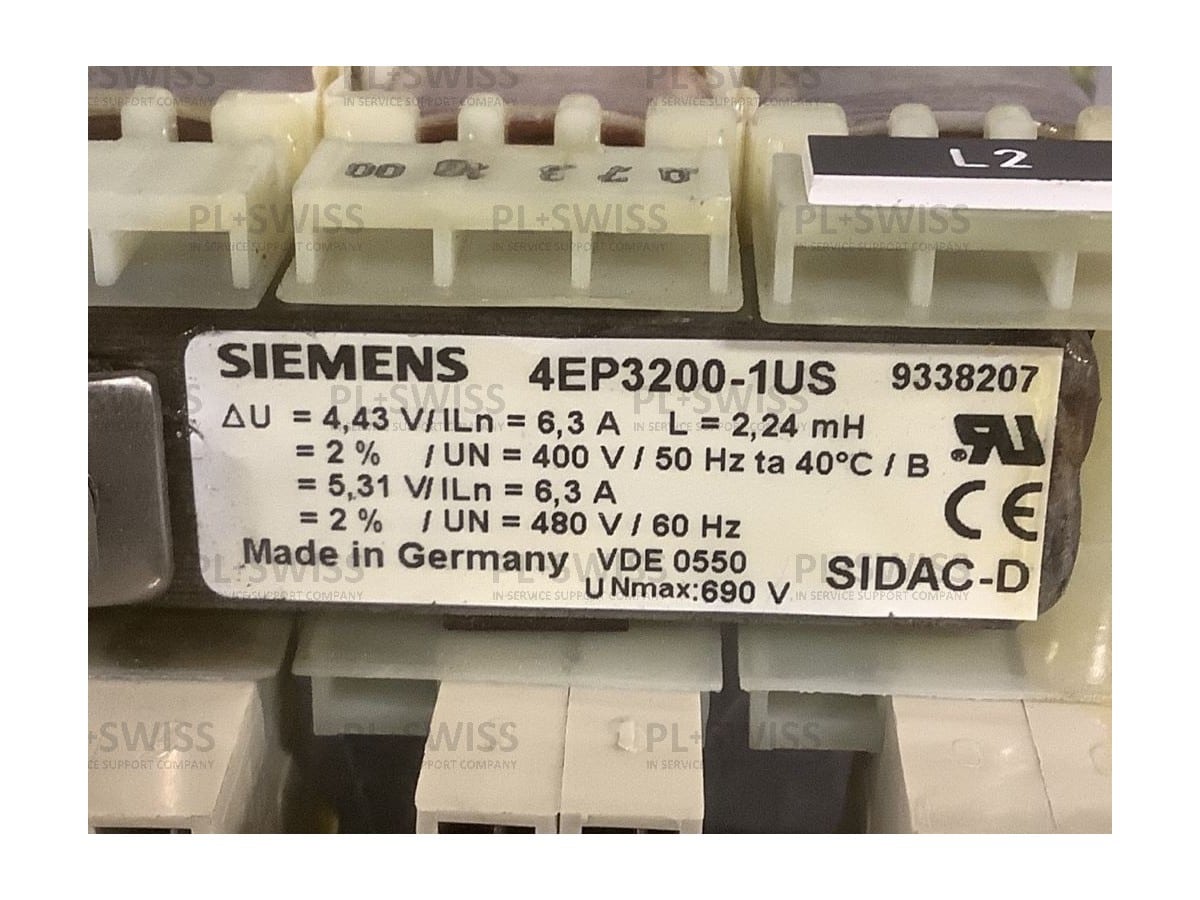 L2
SIEMENS 4EP3200-1US 9338207
ΔU = 4,43 V/ ILn = 6,3 A L = 2,24 mH
= 2 % / UN = 400 V / 50 Hz ta 40°C / B
= 5,31 V/ ILn = 6,3 A
= 2 % / UN = 480 V / 60 Hz
CE
Made in Germany VDE 0550 SIDAC-D
UNmax:690 V
PL+SWISS
IN SERVICE SUPPORT COMPANY